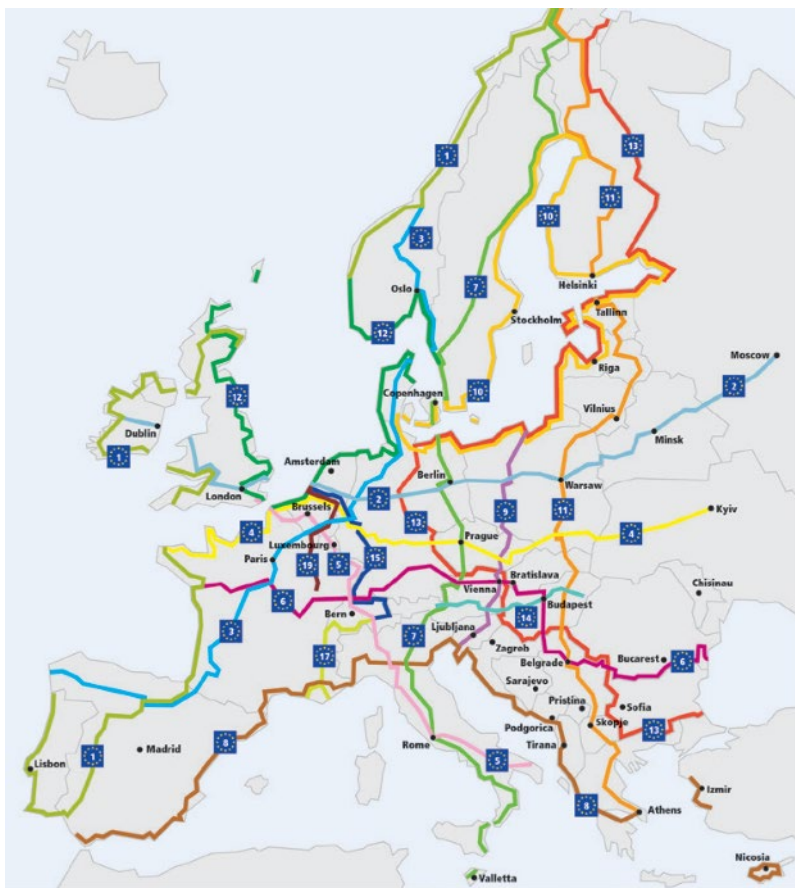 1
13
11
10
3
7
Oslo
Helsinki
Tallinn
Stockholm
12
Riga
Moscow
2
12
10
Copenhagen
Vilnius
Dublin
Minsk
1
Amsterdam
Berlin
London
2
Warsaw
Brussels
13
9
11
Kyiv
4
4
Luxembourg
Prague
Paris
19
5
15
Bratislava
Vienna
Chisinau
6
Bern
14
Budapest
3
7
Ljubljana
17
Zagreb
Belgrade
Bucarest
6
Sarajevo
Pristina
Sofia
8
Madrid
1
Lisbon
Rome
Podgorica
Skopje
13
Tirana
5
Izmir
8
Athens
Nicosia
Valletta